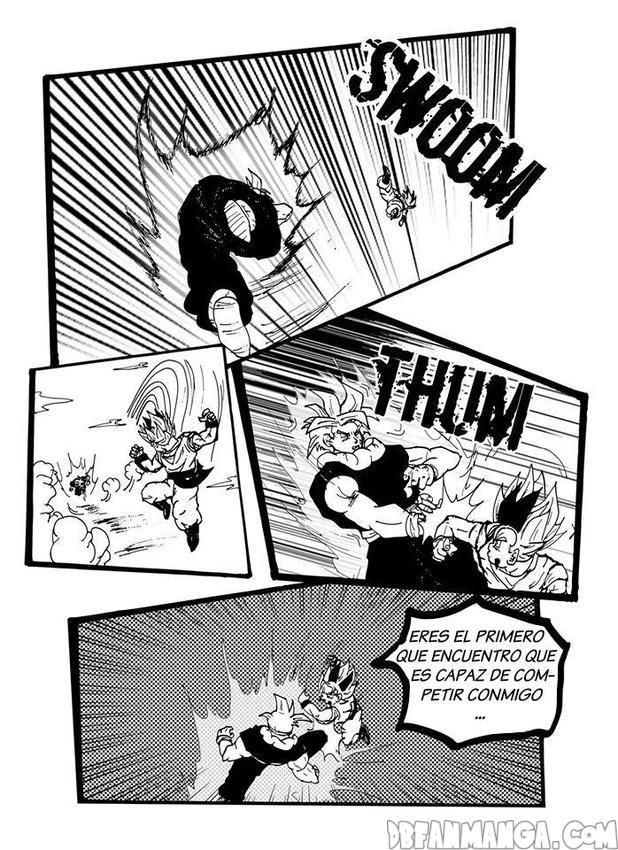 SWOOM
THUM
ERES EL PRIMERO
QUE ENCUENTRO QUE
ES CAPAZ DE COM-
PETIR CONMIGO
...
DBFANMANGA.COM